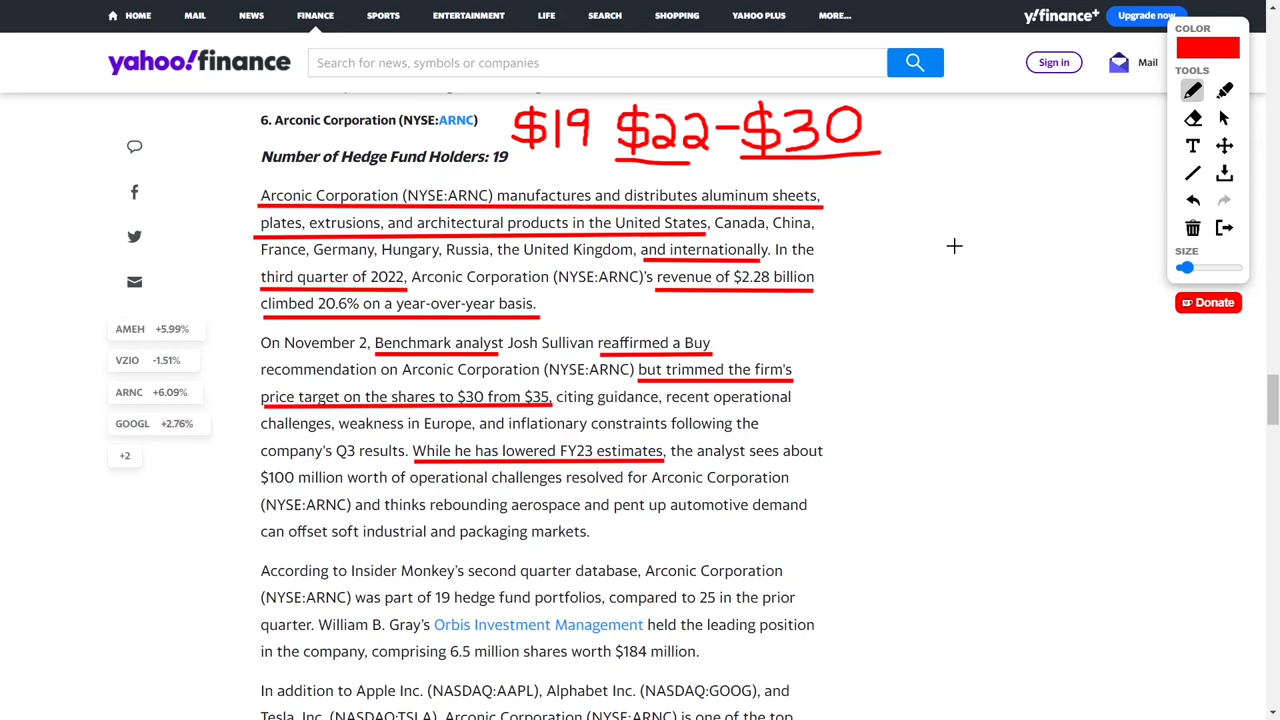 HOME MAIL NEWS FINANCE SPORTS ENTERTAINMENT LIFE SEARCH SHOPPING YAHOO PLUS MORE... y!finance+ Upgrade now
yahoo!finance Search for news, symbols or companies Sign in Mail
COLOR
TOOLS
T
SIZE
Donate
6. Arconic Corporation (NYSE:ARNC) $19 $22-$30
Number of Hedge Fund Holders: 19
Arconic Corporation (NYSE:ARNC) manufactures and distributes aluminum sheets,
plates, extrusions, and architectural products in the United States, Canada, China,
France, Germany, Hungary, Russia, the United Kingdom, and internationally. In the
third quarter of 2022, Arconic Corporation (NYSE:ARNC)'s revenue of $2.28 billion
climbed 20.6% on a year-over-year basis.
AMEH +5.99%
VZIO -1.51%
ARNC +6.09%
GOOGL +2.76%
+2
On November 2, Benchmark analyst Josh Sullivan reaffirmed a Buy
recommendation on Arconic Corporation (NYSE:ARNC) but trimmed the firm's
price target on the shares to $30 from $35, citing guidance, recent operational
challenges, weakness in Europe, and inflationary constraints following the
company's Q3 results. While he has lowered FY23 estimates, the analyst sees about
$100 million worth of operational challenges resolved for Arconic Corporation
(NYSE:ARNC) and thinks rebounding aerospace and pent up automotive demand
can offset soft industrial and packaging markets.
According to Insider Monkey's second quarter database, Arconic Corporation
(NYSE:ARNC) was part of 19 hedge fund portfolios, compared to 25 in the prior
quarter. William B. Gray's Orbis Investment Management held the leading position
in the company, comprising 6.5 million shares worth $184 million.
In addition to Apple Inc. (NASDAQ:AAPL), Alphabet Inc. (NASDAQ:GOOG), and
Tesla, Inc. (NASDAQ:TSLA), Arconic Corporation (NYSE:ARNC) is one of the top